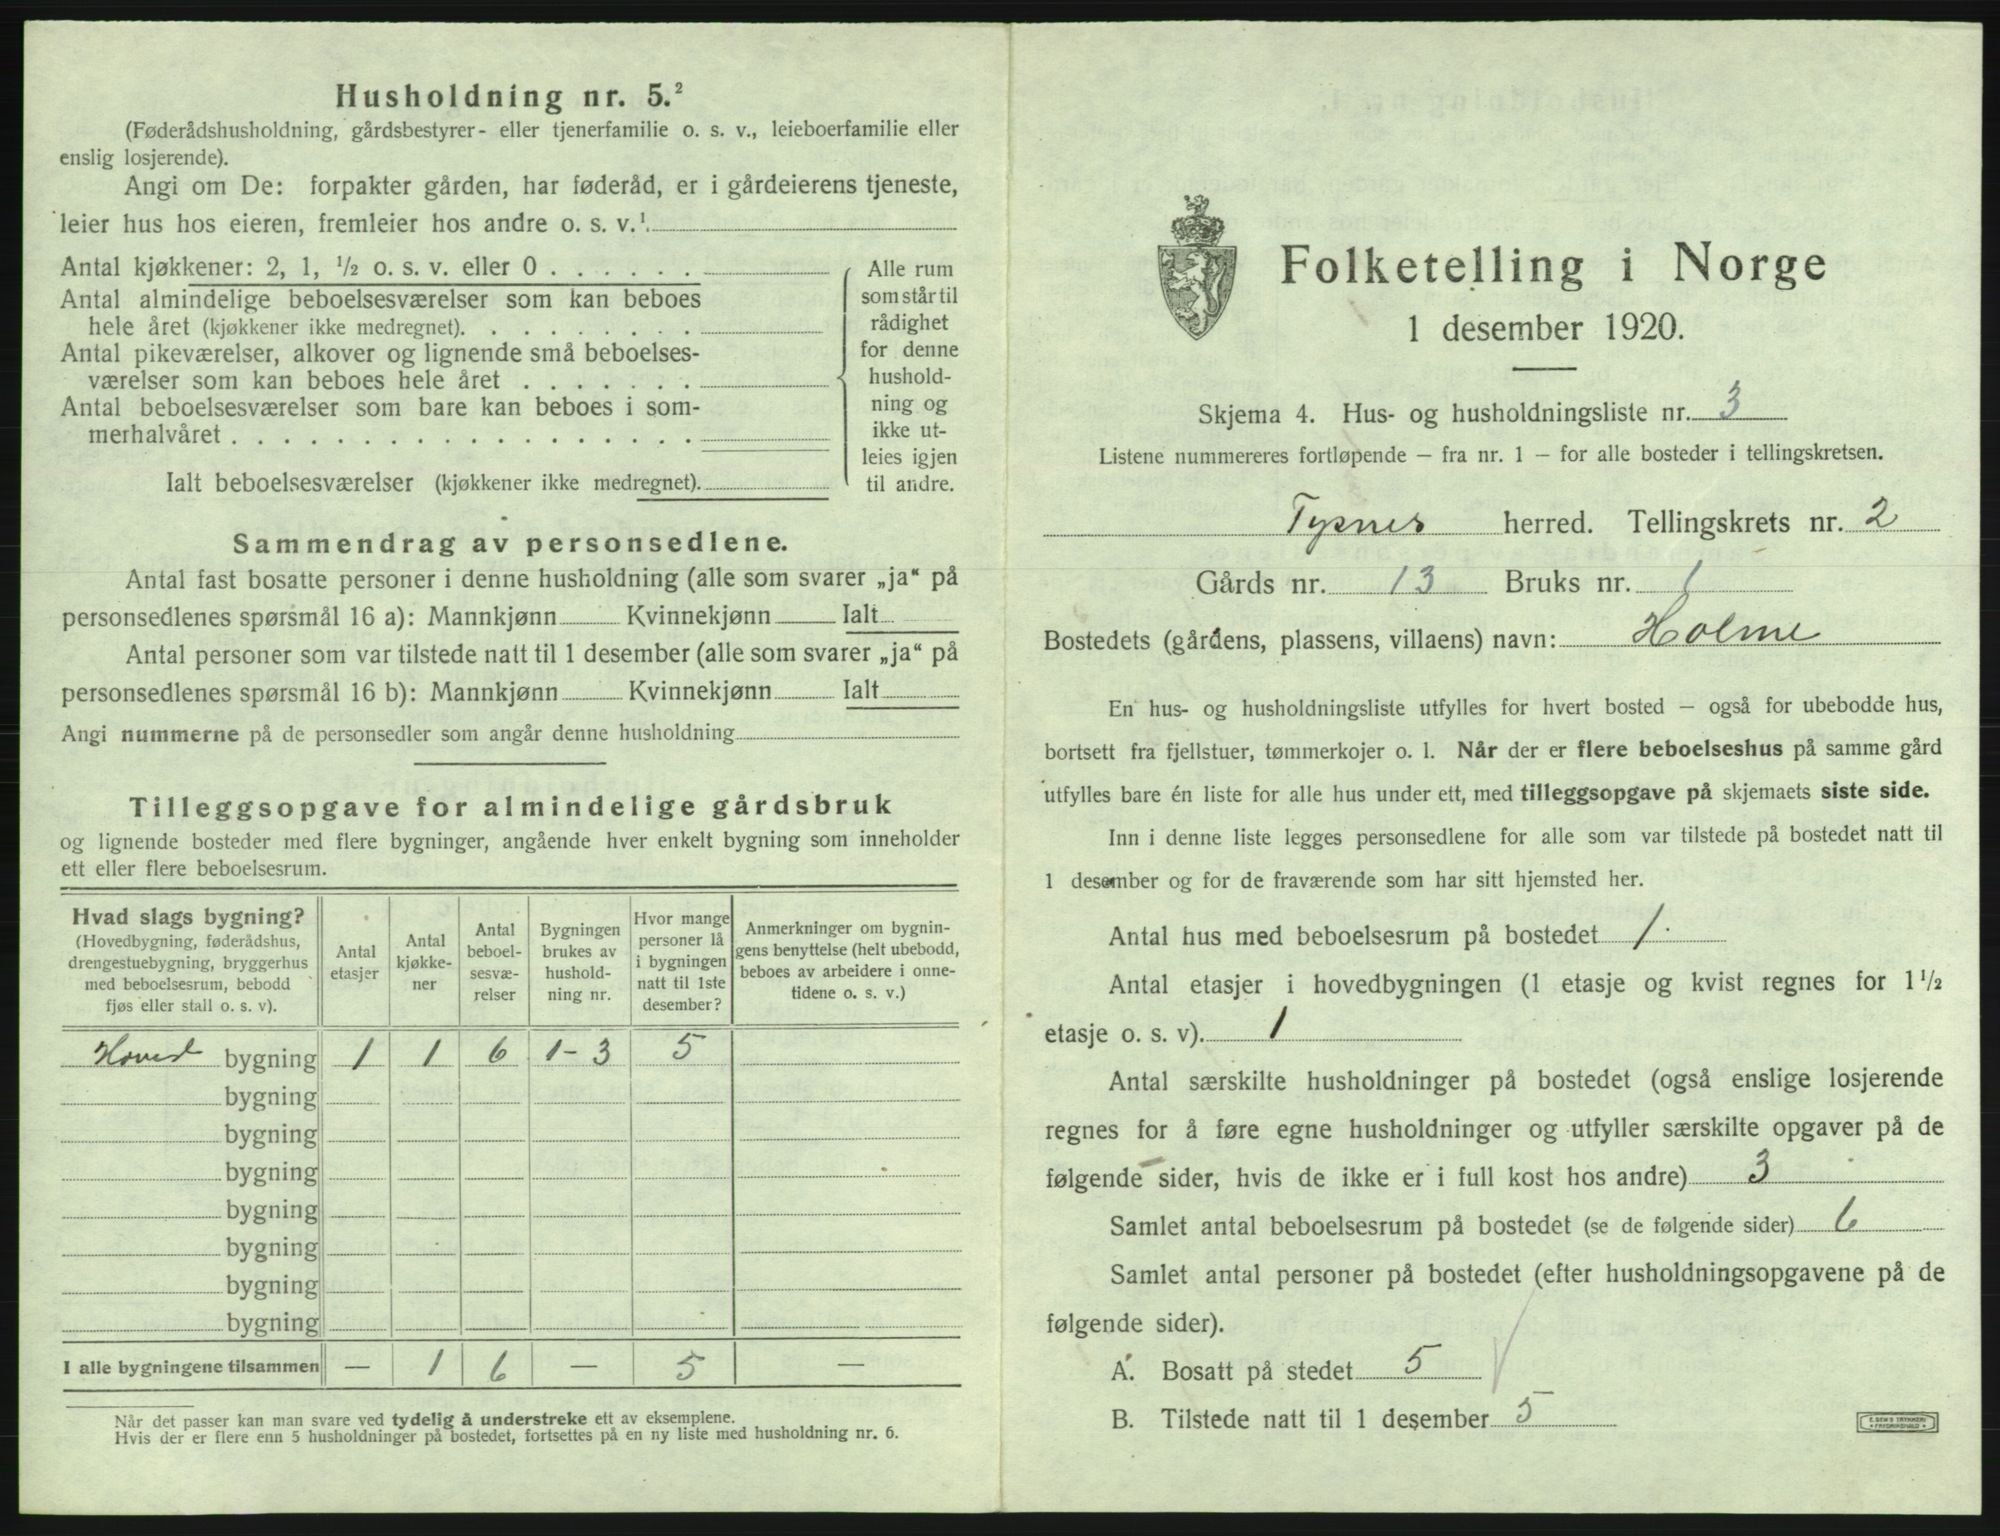 Husholdning nr. 5.²
(Føderådshusholdning, gårdsbestyrer- eller tjenerfamilie o. s. v., leieboerfamilie eller
enslig losjerende).
Angi om De: forpakter gården, har føderåd, er i gårdeierens tjeneste,
leier hus hos eieren, fremleier hos andre o. s. v.¹
Antal kjøkkener: 2, 1, ½ o. s. v. eller 0 . . . . . .
Antal almindelige beboelsesværelser som kan beboes
hele året (kjøkkener ikke medregnet). . . . . . . . .
Antal pikeværelser, alkover og lignende små beboelses-
værelser som kan beboes hele året . . . . . . .
Antal beboelsesværelser som bare kan beboes i som-
merhalvåret . . . . . . . . . . . . . . . . . .
Ialt beboelsesværelser (kjøkkener ikke medregnet).
Alle rum
som står til
rådighet
for denne
hushold-
ning og
ikke ut-
leies igjen
til andre.
Sammendrag av personsedlene.
Antal fast bosatte personer i denne husholdning (alle som svarer „ja“ på
personsedlenes spørsmål 16 a): Mannkjønn Kvinnekjønn Ialt
Antal personer som var tilstede natt til 1 desember (alle som svarer „ja“ på
personsedlenes spørsmål 16 b): Mannkjønn Kvinnekjønn Ialt
Angi nummerne på de personsedler som angår denne husholdning
Tilleggsopgave for almindelige gårdsbruk
og lignende bosteder med flere bygninger, angående hver enkelt bygning som inneholder
ett eller flere beboelsesrum.
Hvad slags bygning?
(Hovedbygning, føderådshus,
drengestuebygning, bryggerhus
med beboelsesrum, bebodd
fjøs eller stall o. s. v).
Antal
etasjer
Antal
kjøkke-
ner
Antal
beboel-
sesvæ-
relser
Bygningen
brukes av
hushold-
ning nr.
Hvor mange
personer lå
i bygningen
natt til 1ste
desember?
Anmerkninger om bygnin-
gens benyttelse (helt ubebodd,
beboes av arbeidere i onne-
tidene o. s. v.)
Hoved bygning 1 1 6 1-3 5
bygning
bygning
bygning
bygning
bygning
bygning
bygning
I alle bygningene tilsammen — 1 6 — 5 —
Når det passer kan man svare ved tydelig å understreke ett av eksemplene.
Hvis der er flere enn 5 husholdninger på bostedet, fortsettes på en ny liste med husholdning nr. 6.
Folketelling i Norge
1 desember 1920.
Skjema 4. Hus- og husholdningsliste nr. 3
Listene nummereres fortløpende — fra nr. 1 — for alle bosteder i tellingskretsen.
Tysnes herred. Tellingskrets nr. 2
Gårds nr. 13 Bruks nr. 1
Bostedets (gårdens, plassens, villaens) navn: Holme
En hus- og husholdningsliste utfylles for hvert bosted — også for ubebodde hus,
bortsett fra fjellstuer, tømmerkojer o. l. Når der er flere beboelseshus på samme gård
utfylles bare én liste for alle hus under ett, med tilleggsopgave på skjemaets siste side.
Inn i denne liste legges personsedlene for alle som var tilstede på bostedet natt til
1 desember og for de fraværende som har sitt hjemsted her.
Antal hus med beboelsesrum på bostedet 1.
Antal etasjer i hovedbygningen (1 etasje og kvist regnes for 1½
etasje o. s. v). 1
Antal særskilte husholdninger på bostedet (også enslige losjerende
regnes for å føre egne husholdninger og utfyller særskilte opgaver på de
følgende sider, hvis de ikke er i full kost hos andre) 3
Samlet antal beboelsesrum på bostedet (se de følgende sider) 6
Samlet antal personer på bostedet (efter husholdningsopgavene på de
følgende sider).
A. Bosatt på stedet 5
B. Tilstede natt til 1 desember 5